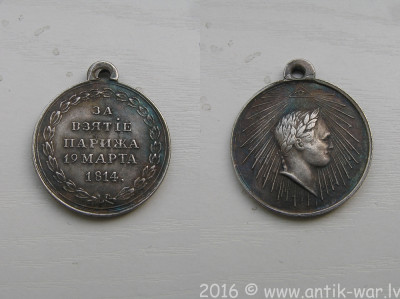 ЗА
ВЗЯТІЕ
ПАРИЖА
19 МАРТА
1814.
2016 © www.antik-war.lv